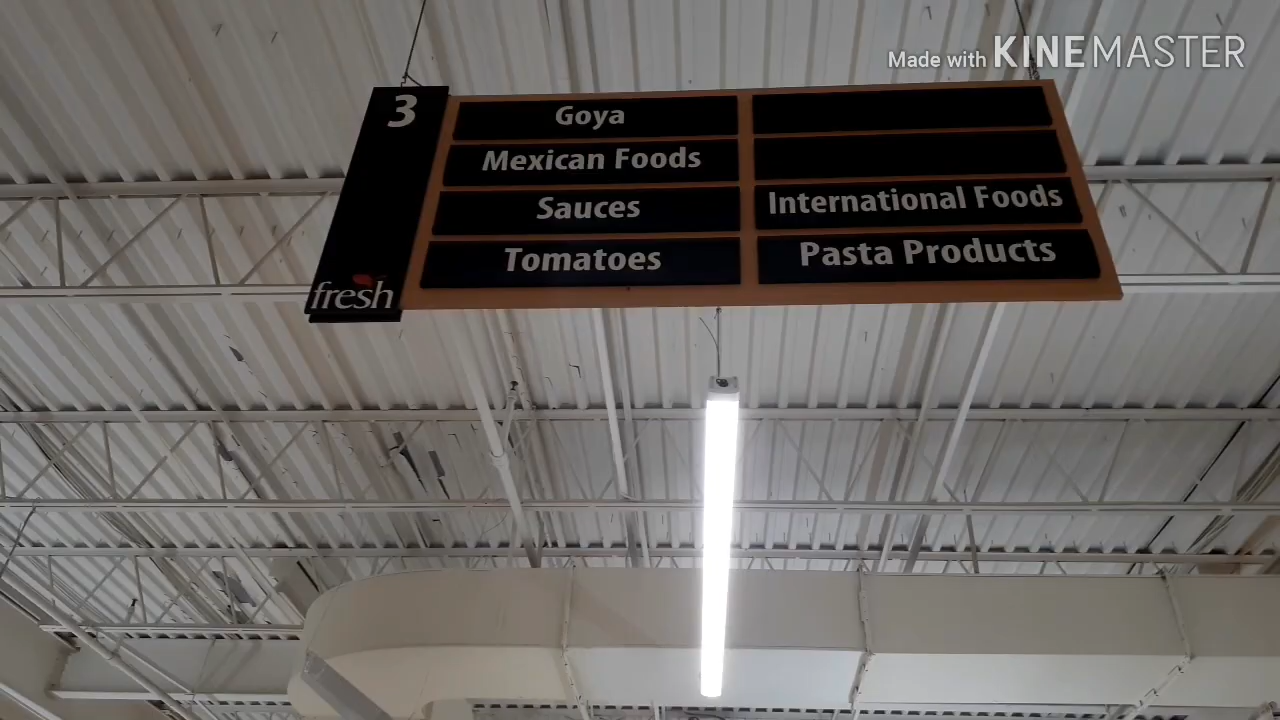 Made with KINEMASTER
3
Goya
Mexican Foods
Sauces
Tomatoes
International Foods
Pasta Products
fresh